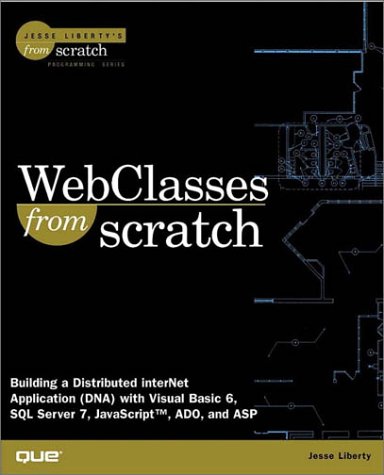 JESSE LIBERTY'S
from scratch
PROGRAMMING SERIES
WebClasses
from scratch
Building a Distributed interNet
Application (DNA) with Visual Basic 6,
SQL Server 7, JavaScript™, ADO, and ASP
QUE®
Jesse Liberty